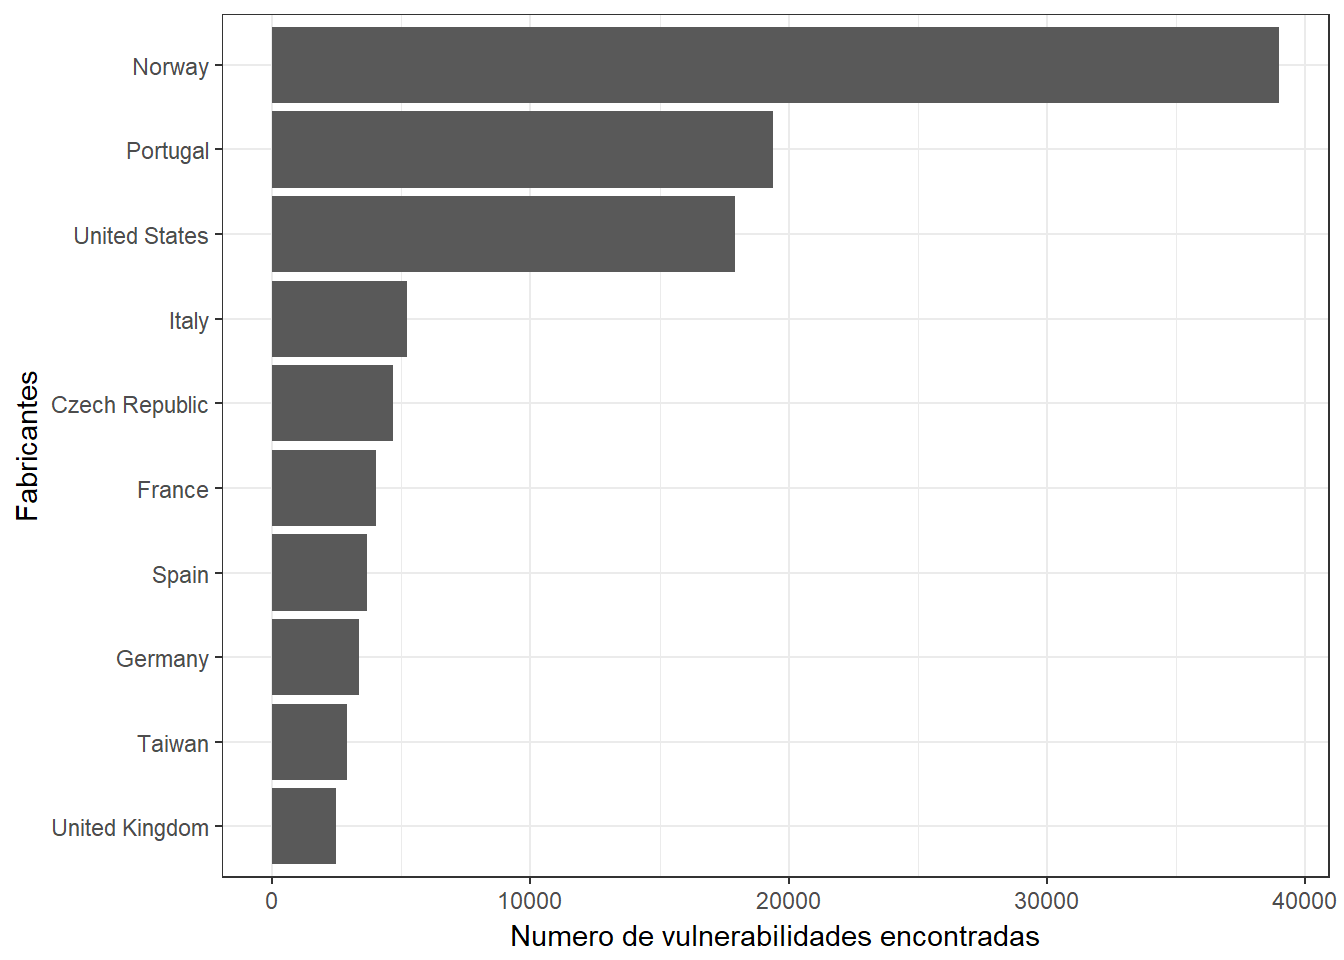 Norway
Portugal
United States
Italy
Czech Republic
France
Spain
Germany
Taiwan
United Kingdom
Fabricantes
0 10000 20000 30000 40000
Numero de vulnerabilidades encontradas